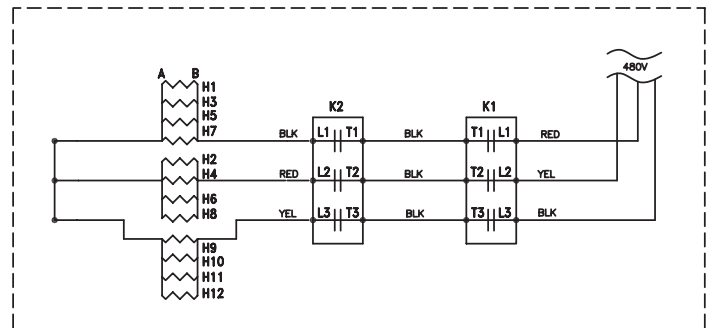 480V
A B
H1
H3
H5
H7
K2
K1
BLK L1 T1 BLK T1 L1 RED
H2
H4
H6
H8
RED L2 T2 BLK T2 L2 YEL
YEL L3 T3 BLK T3 L3 BLK
H9
H10
H11
H12